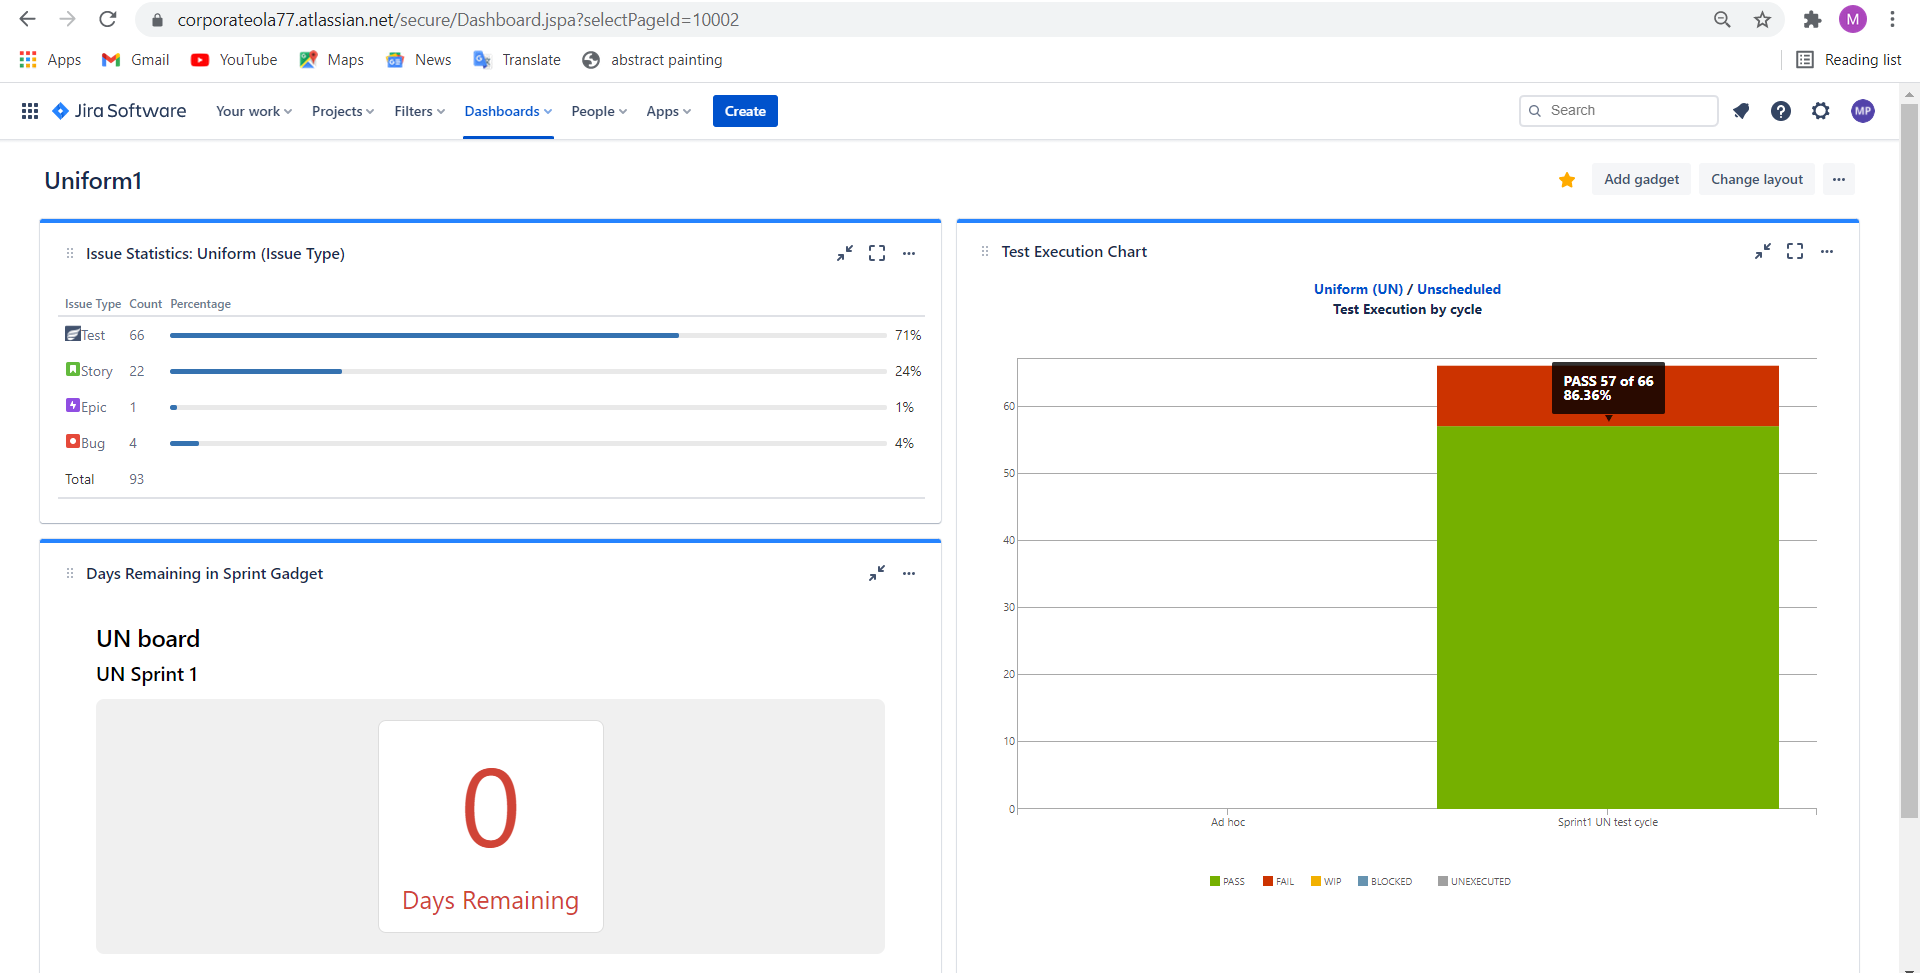 corporateola77.atlassian.net/secure/Dashboard.jspa?selectPageId=10002
M
Apps Gmail YouTube Maps News Translate abstract painting Reading list
Jira Software Your work Projects Filters Dashboards People Apps Create Search MP
Uniform1
Add gadget Change layout
Issue Statistics: Uniform (Issue Type)
Issue Type Count Percentage
Test 66 71%
Story 22 24%
Epic 1 1%
Bug 4 4%
Total 93
Days Remaining in Sprint Gadget
UN board
UN Sprint 1
0
Days Remaining
Test Execution Chart
Uniform (UN) / Unscheduled
Test Execution by cycle
PASS 57 of 66
86.36%
60
50
40
30
20
10
0
Ad hoc Sprint1 UN test cycle
PASS FAIL WIP BLOCKED UNEXECUTED